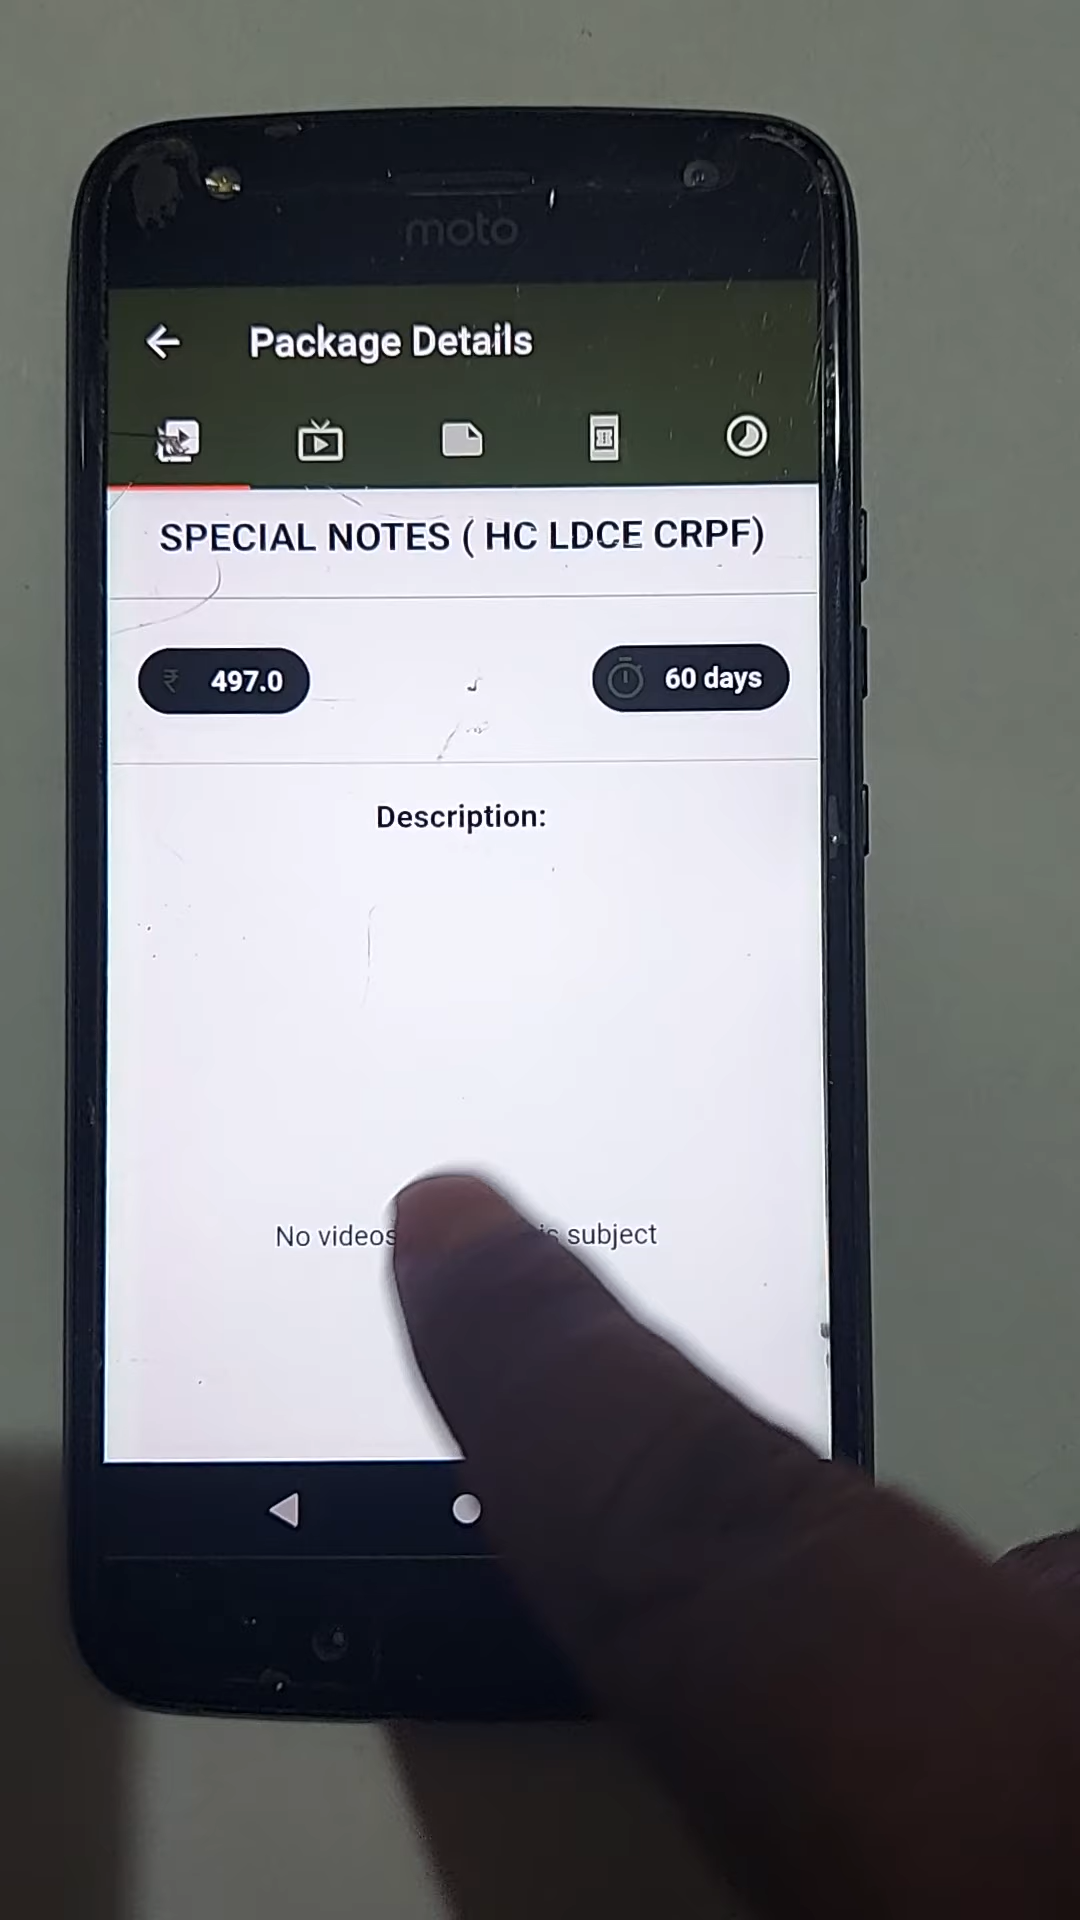 moto
Package Details
SPECIAL NOTES ( HC LDCE CRPF)
₹ 497.0
60 days
Description:
No videos subject